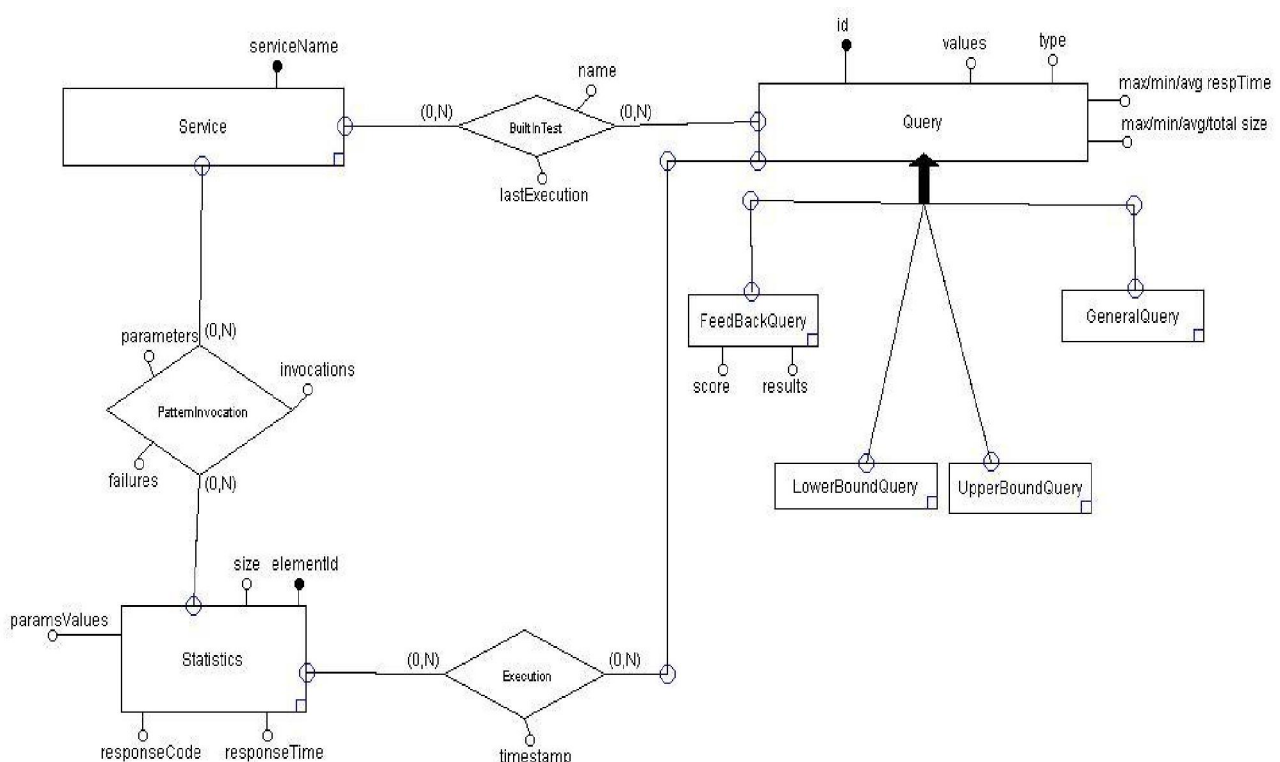 id
values
type
serviceName
name
max/min/avg respTime
(0,N)
(0,N)
Service
BuiltInTest
Query
max/min/avg/total size
lastExecution
FeedBackQuery
GeneralQuery
(0,N)
parameters
invocations
score
results
PatternInvocation
failures
(0,N)
LowerBoundQuery
UpperBoundQuery
size
elementId
paramsValues
Statistics
(0,N)
(0,N)
Execution
responseCode
responseTime
timestamp